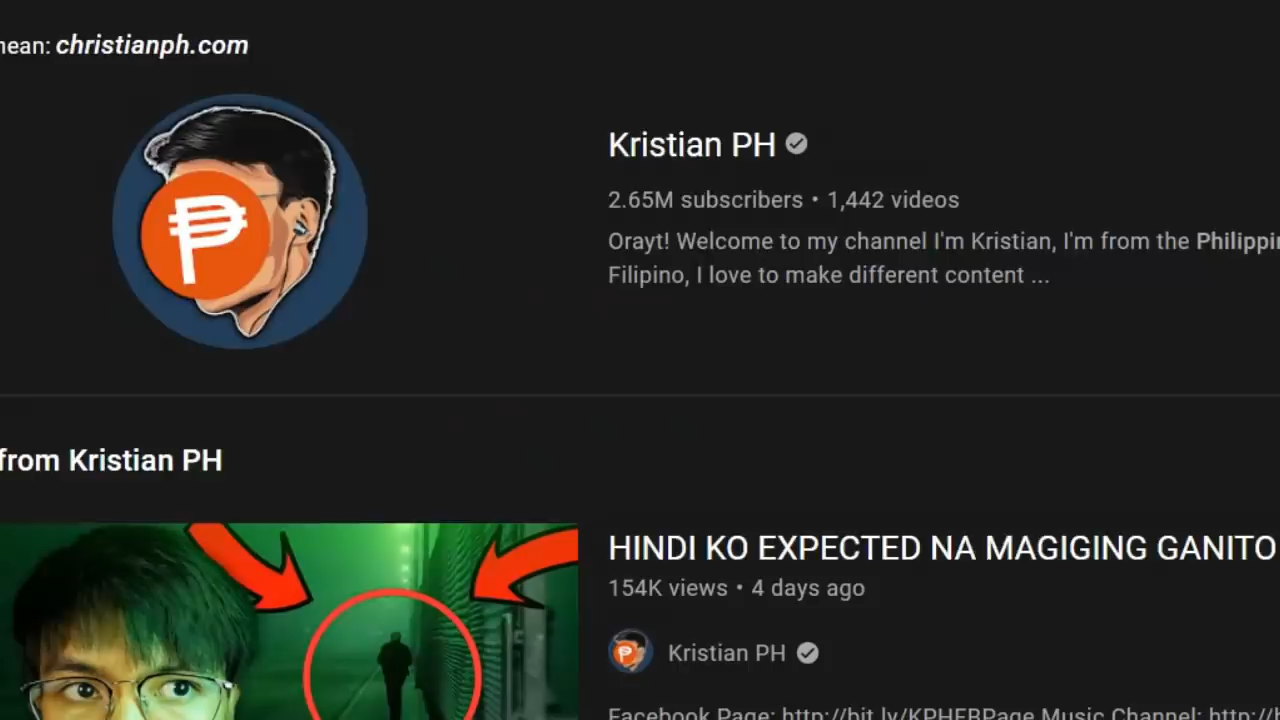 mean: christianph.com
Kristian PH
2.65M subscribers • 1,442 videos
Orayt! Welcome to my channel I'm Kristian, I'm from the Philippin
Filipino, I love to make different content ...
from Kristian PH
HINDI KO EXPECTED NA MAGIGING GANITO
154K views • 4 days ago
Kristian PH
Facebook Page: http://bit.ly/KPHFBPage Music Channel: http://b